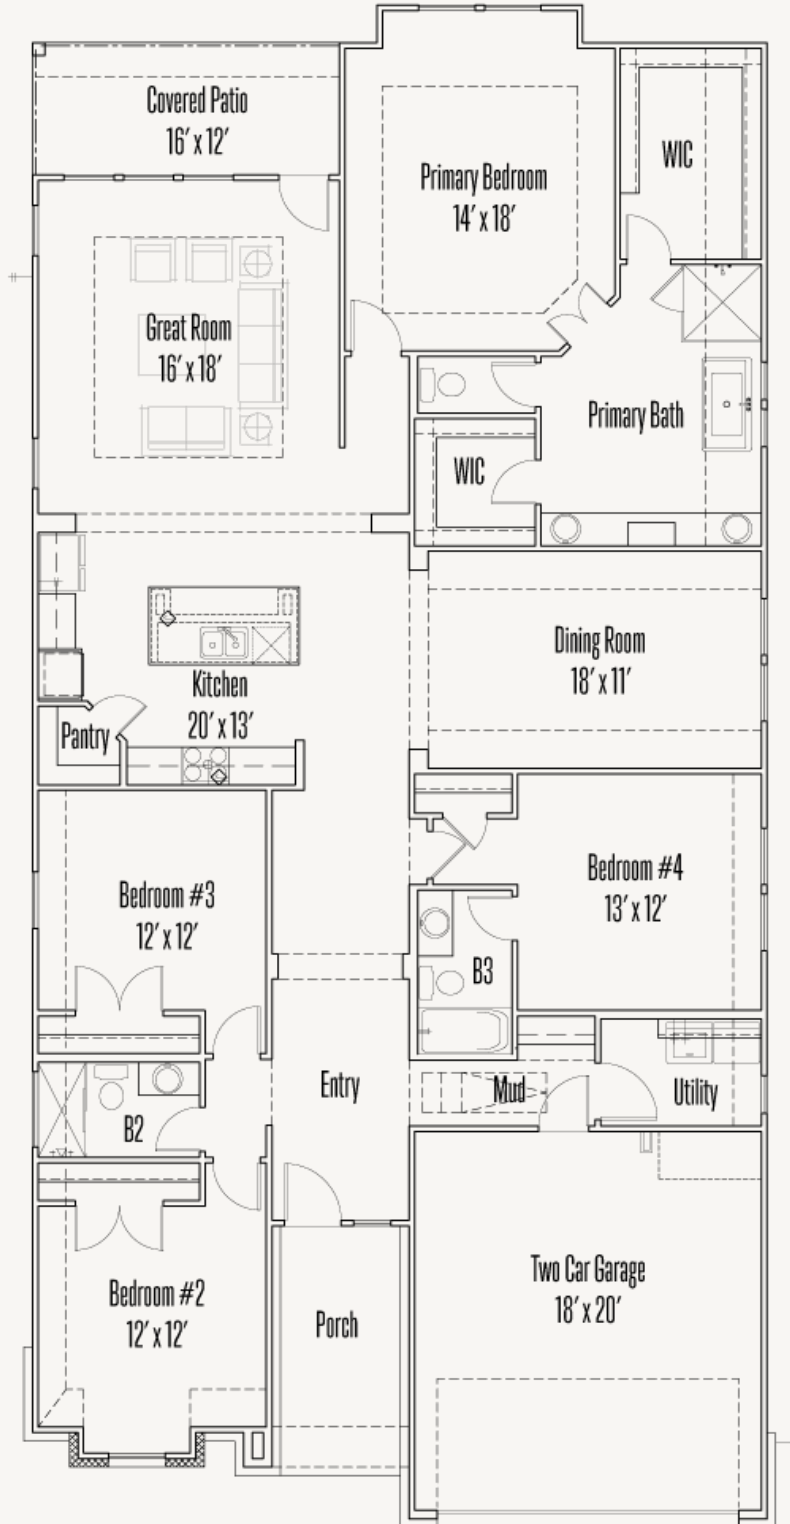 Covered Patio
16' x 12'
Primary Bedroom
14' x 18'
WIC
Great Room
16' x 18'
Primary Bath
WIC
Dining Room
18' x 11'
Kitchen
20' x 13'
Pantry
Bedroom #4
13' x 12'
Bedroom #3
12' x 12'
B3
Entry
Mud
Utility
B2
Two Car Garage
18' x 20'
Bedroom #2
12' x 12'
Porch